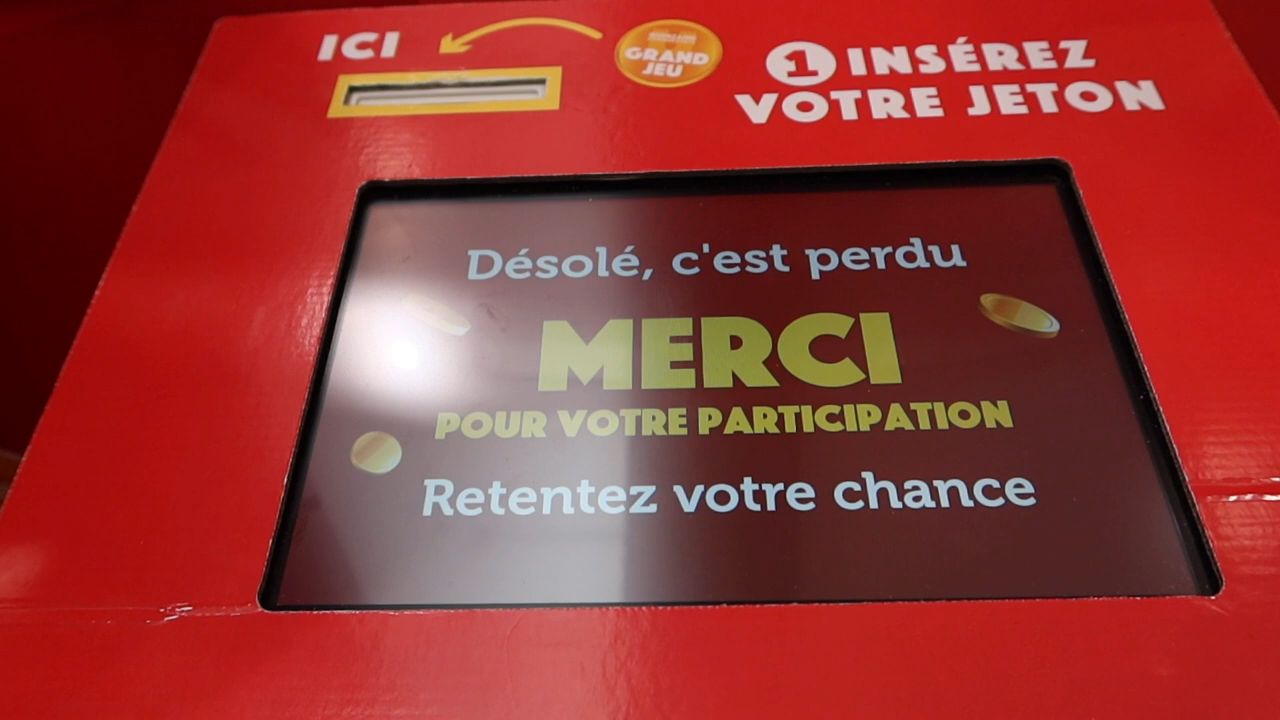 ICI
GRAND
JEU
1 INSÉREZ
VOTRE JETON
Désolé, c'est perdu
MERCI
POUR VOTRE PARTICIPATION
Retentez votre chance